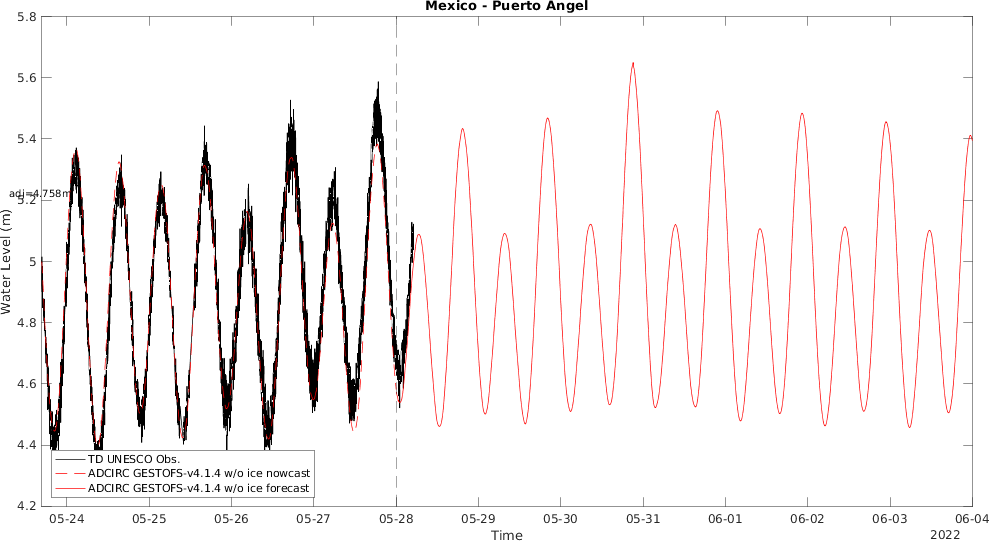 Mexico - Puerto Angel
5.8
5.6
5.4
adj=4.758m
5.2
5
4.8
4.6
4.4
4.2
Water Level (m)
TD UNESCO Obs.
ADCIRC GESTOFS-v4.1.4 w/o ice nowcast
ADCIRC GESTOFS-v4.1.4 w/o ice forecast
05-24 05-25 05-26 05-27 05-28 05-29 05-30 05-31 06-01 06-02 06-03 06-04
Time
2022